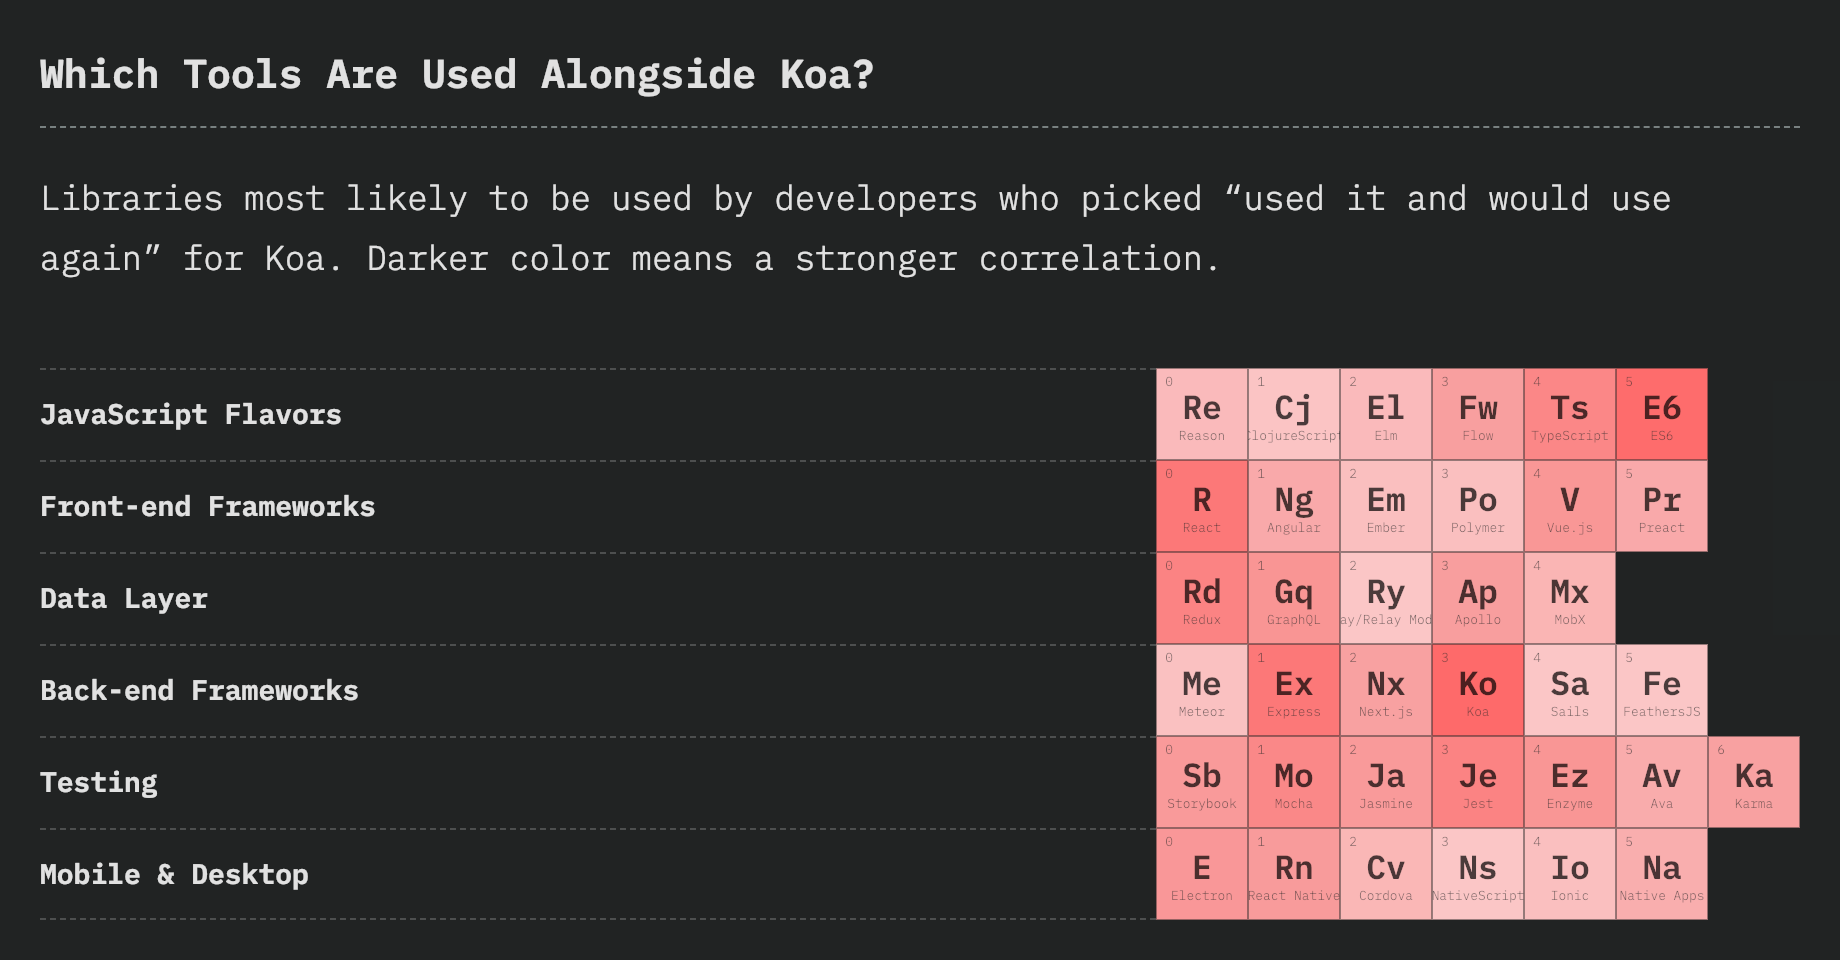 Which Tools Are Used Alongside Koa?
Libraries most likely to be used by developers who picked “used it and would use
again” for Koa. Darker color means a stronger correlation.
JavaScript Flavors
0 1 2 3 4 5
Re Cj El Fw Ts E6
Reason ClojureScript Elm Flow TypeScript ES6
Front-end Frameworks
0 1 2 3 4 5
R Ng Em Po V Pr
React Angular Ember Polymer Vue.js Preact
Data Layer
0 1 2 3 4
Rd Gq Ry Ap Mx
Redux GraphQL ay/Relay Mod Apollo MobX
Back-end Frameworks
0 1 2 3 4 5
Me Ex Nx Ko Sa Fe
Meteor Express Next.js Koa Sails FeathersJS
Testing
0 1 2 3 4 5 6
Sb Mo Ja Je Ez Av Ka
Storybook Mocha Jasmine Jest Enzyme Ava Karma
Mobile & Desktop
0 1 2 3 4 5
E Rn Cv Ns Io Na
Electron React Native Cordova NativeScript Ionic Native Apps